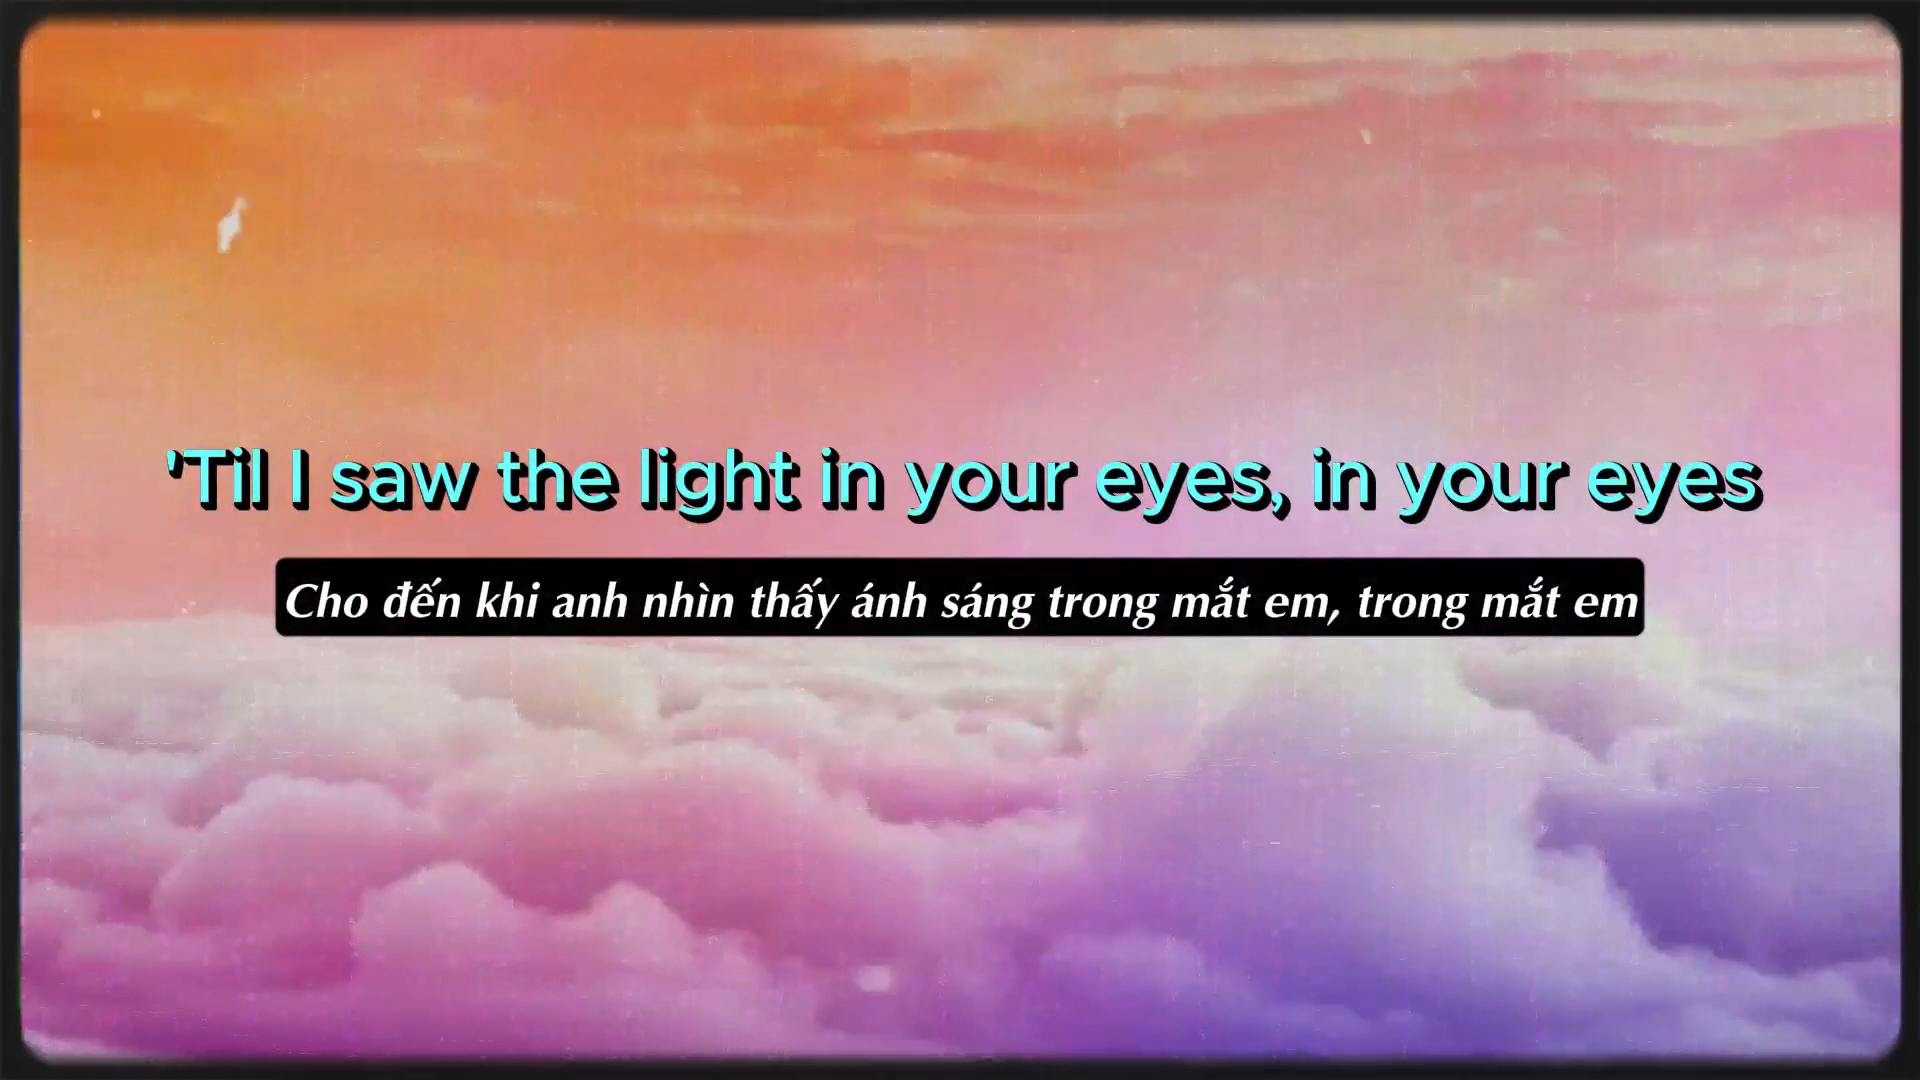 'Til I saw the light in your eyes, in your eyes
Cho đến khi anh nhìn thấy ánh sáng trong mắt em, trong mắt em